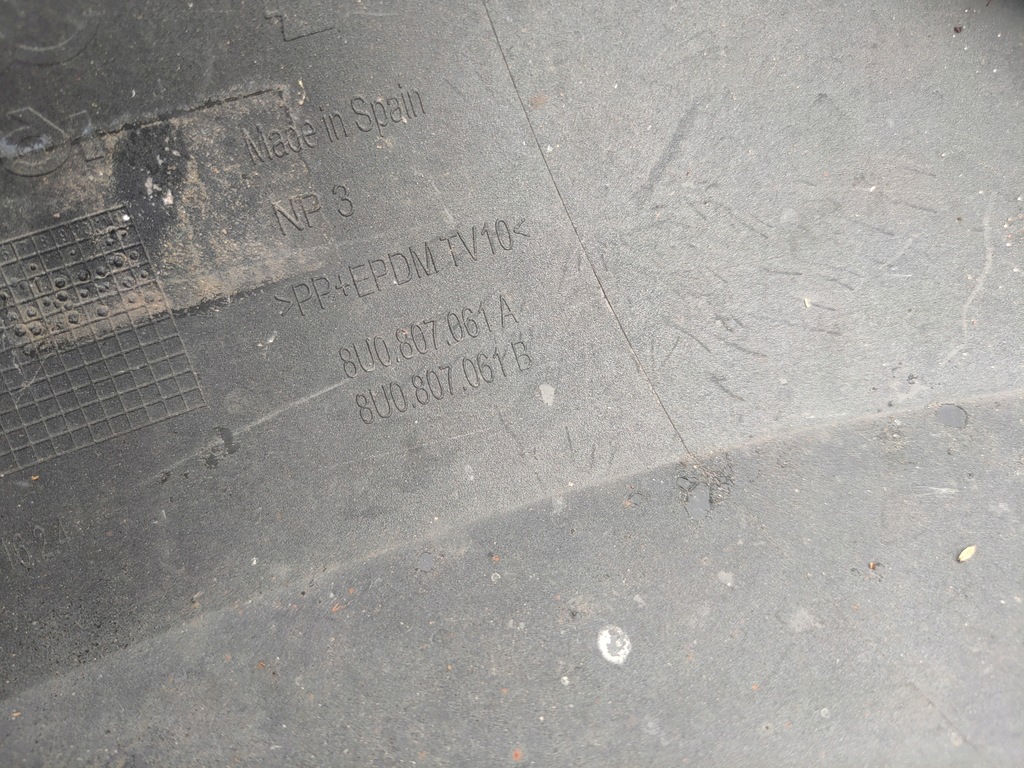 Made in Spain
NP 3
>PP+EPDM TV10<
8U0.807.061 A
8U0.807.061 B